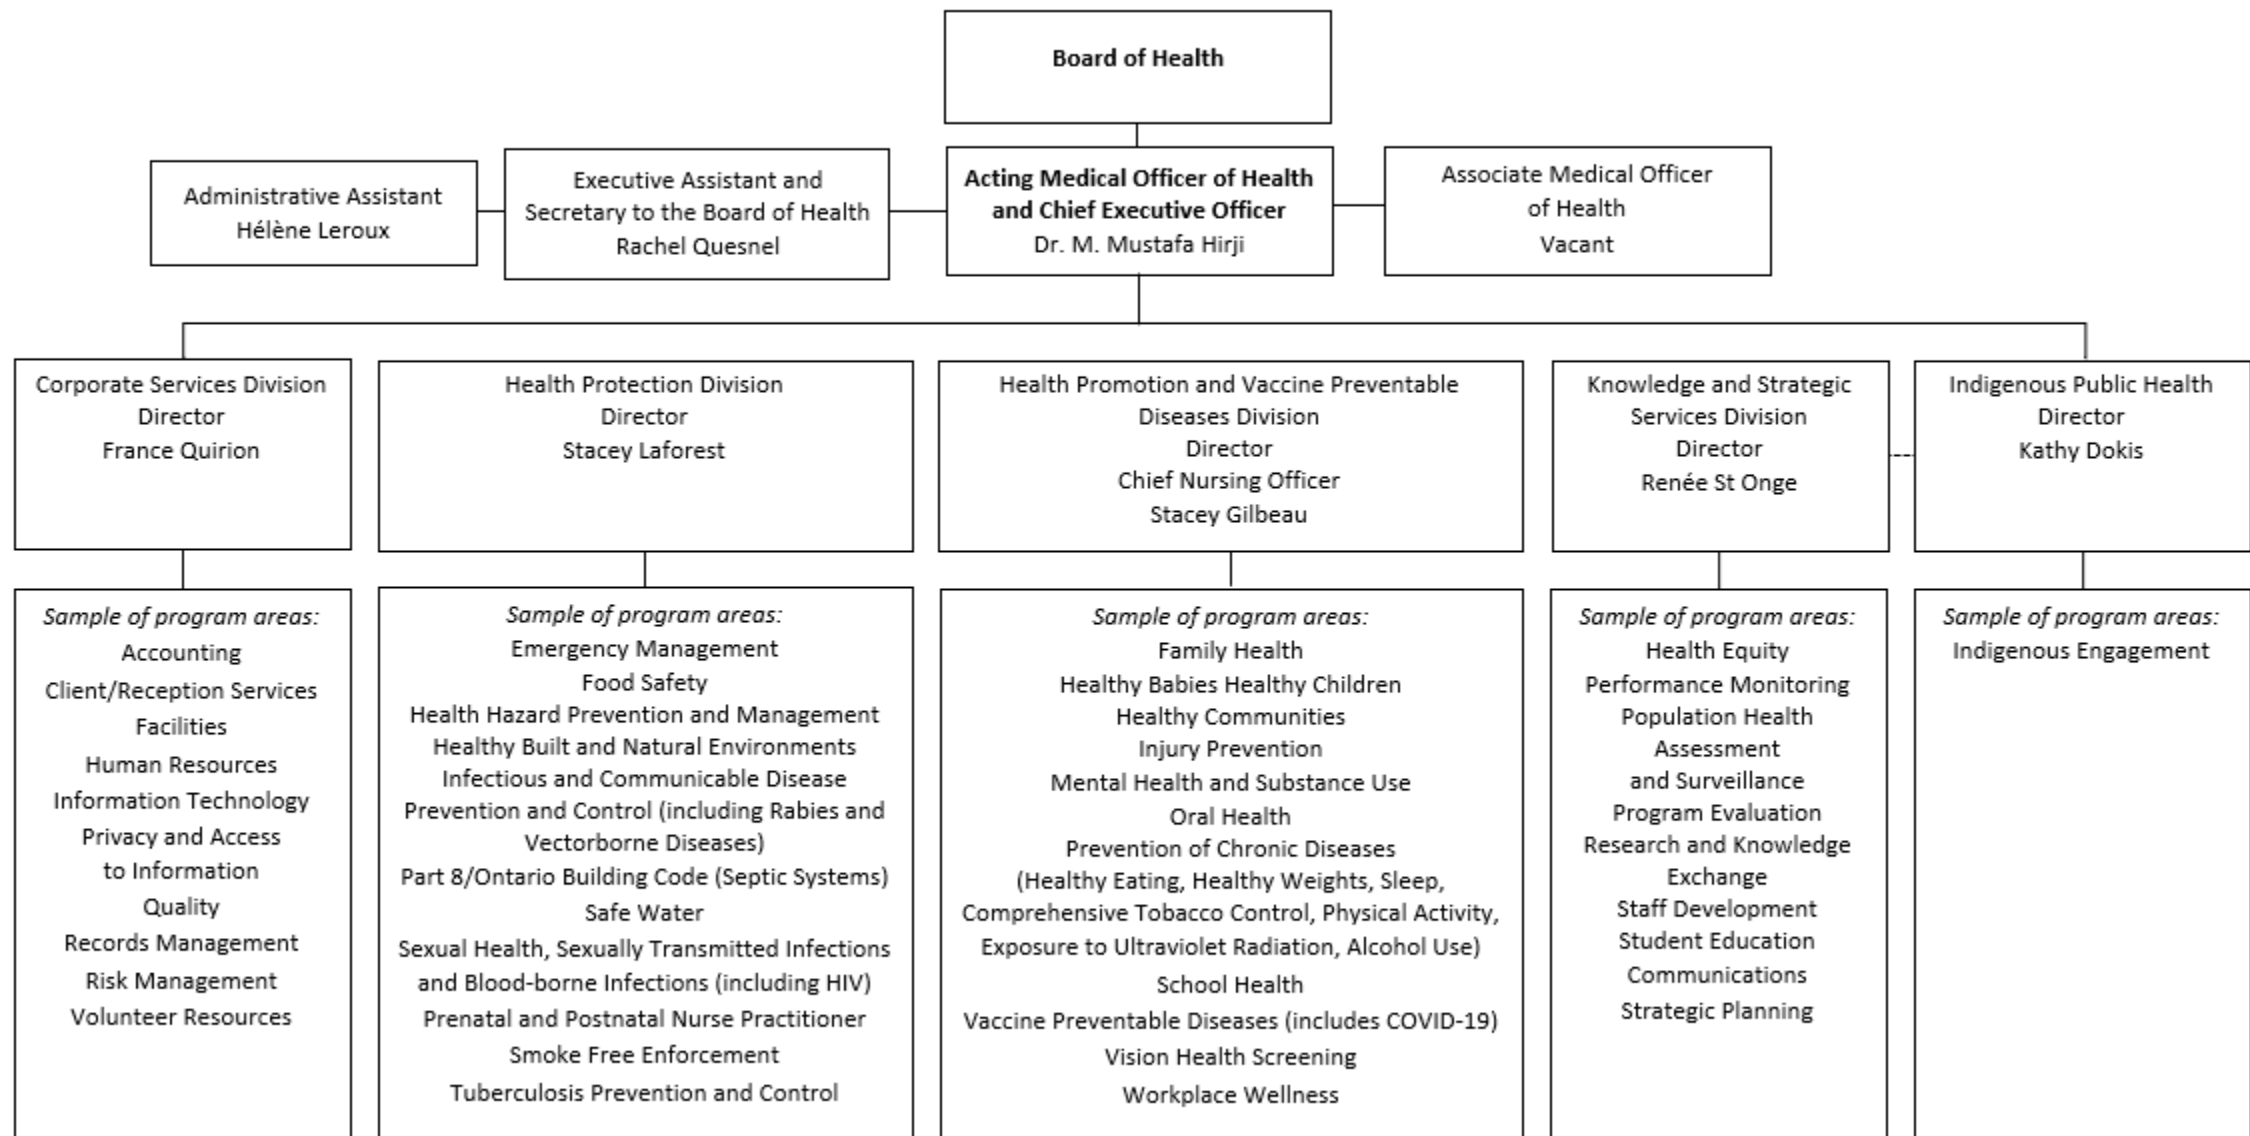 Board of Health
Administrative Assistant
Hélène Leroux
Executive Assistant and
Secretary to the Board of Health
Rachel Quesnel
Acting Medical Officer of Health
and Chief Executive Officer
Dr. M. Mustafa Hirji
Associate Medical Officer
of Health
Vacant
Corporate Services Division
Director
France Quirion
Health Protection Division
Director
Stacey Laforest
Health Promotion and Vaccine Preventable
Diseases Division
Director
Chief Nursing Officer
Stacey Gilbeau
Knowledge and Strategic
Services Division
Director
Renée St Onge
Indigenous Public Health
Director
Kathy Dokis
Sample of program areas:
Accounting
Client/Reception Services
Facilities
Human Resources
Information Technology
Privacy and Access
to Information
Quality
Records Management
Risk Management
Volunteer Resources
Sample of program areas:
Emergency Management
Food Safety
Health Hazard Prevention and Management
Healthy Built and Natural Environments
Infectious and Communicable Disease
Prevention and Control (including Rabies and
Vectorborne Diseases)
Part 8/Ontario Building Code (Septic Systems)
Safe Water
Sexual Health, Sexually Transmitted Infections
and Blood-borne Infections (including HIV)
Prenatal and Postnatal Nurse Practitioner
Smoke Free Enforcement
Tuberculosis Prevention and Control
Sample of program areas:
Family Health
Healthy Babies Healthy Children
Healthy Communities
Injury Prevention
Mental Health and Substance Use
Oral Health
Prevention of Chronic Diseases
(Healthy Eating, Healthy Weights, Sleep,
Comprehensive Tobacco Control, Physical Activity,
Exposure to Ultraviolet Radiation, Alcohol Use)
School Health
Vaccine Preventable Diseases (includes COVID-19)
Vision Health Screening
Workplace Wellness
Sample of program areas:
Health Equity
Performance Monitoring
Population Health
Assessment
and Surveillance
Program Evaluation
Research and Knowledge
Exchange
Staff Development
Student Education
Communications
Strategic Planning
Sample of program areas:
Indigenous Engagement